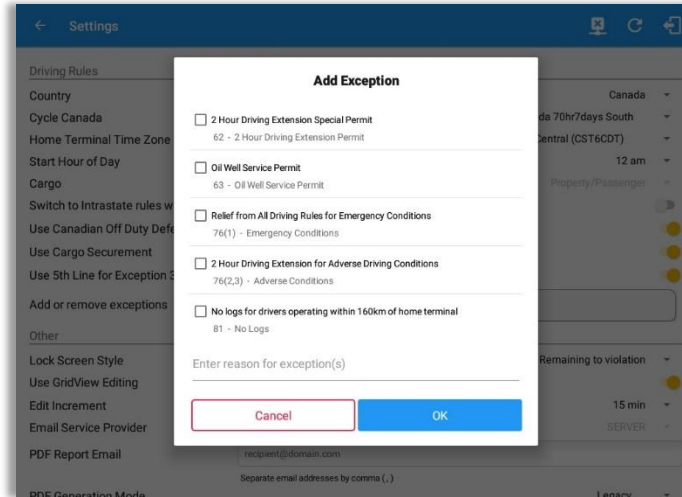 Settings
Driving Rules
Country
Canada
Cycle Canada
da 70hr7days South
Home Terminal Time Zone
Central (CST6CDT)
Start Hour of Day
12 am
Cargo
Property/Passenger
Switch to Intrastate rules w
Use Canadian Off Duty Defe
Use Cargo Securement
Use 5th Line for Exception 3
Add or remove exceptions
Other
Lock Screen Style
Remaining to violation
Use GridView Editing
Edit Increment
15 min
Email Service Provider
SERVER
PDF Report Email
recipient@domain.com
Separate email addresses by comma ( , )
PDF Generation Mode
Legacy
Add Exception
2 Hour Driving Extension Special Permit
62 - 2 Hour Driving Extension Permit
Oil Well Service Permit
63 - Oil Well Service Permit
Relief from All Driving Rules for Emergency Conditions
76(1) - Emergency Conditions
2 Hour Driving Extension for Adverse Driving Conditions
76(2,3) - Adverse Conditions
No logs for drivers operating within 160km of home terminal
81 - No Logs
Enter reason for exception(s)
Cancel
OK